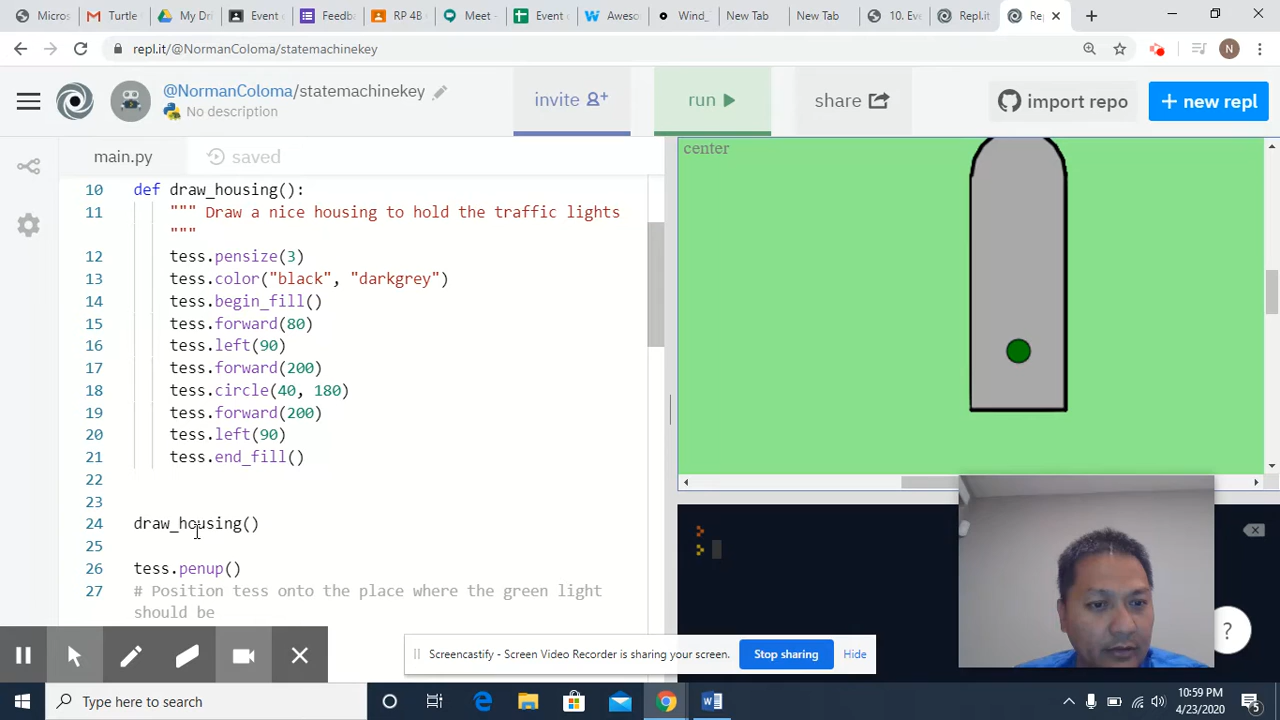 Micros
Turtle
My Dri
Event
Feedb
RP 4B
Meet -
Event c
Aweso
Wind_
New Tab
New Tab
10. Eve
Repl.it
Rep
repl.it/@NormanColoma/statemachinekey
N
@NormanColoma/statemachinekey
No description
invite
run
share
import repo
+ new repl
main.py
saved
center
10 def draw_housing():
11 """ Draw a nice housing to hold the traffic lights
"""
12 tess.pensize(3)
13 tess.color("black", "darkgrey")
14 tess.begin_fill()
15 tess.forward(80)
16 tess.left(90)
17 tess.forward(200)
18 tess.circle(40, 180)
19 tess.forward(200)
20 tess.left(90)
21 tess.end_fill()
22
23
24 draw_housing()
25
26 tess.penup()
27 # Position tess onto the place where the green light
should be
?
Screencastify - Screen Video Recorder is sharing your screen.
Stop sharing
Hide
Type here to search
10:59 PM
4/23/2020
5